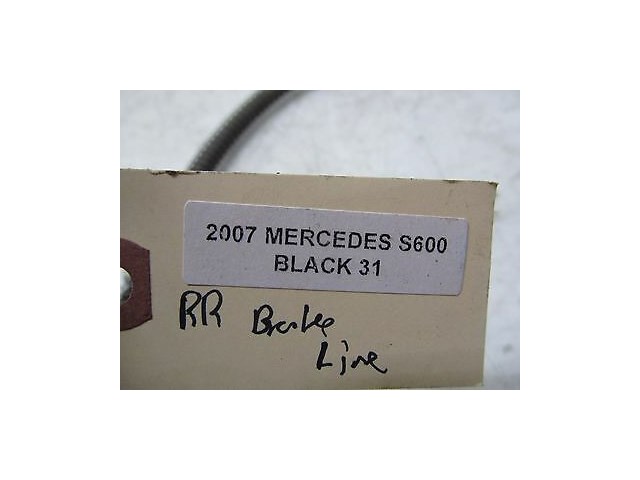 2007 MERCEDES S600
BLACK 31
RR Brake
Line